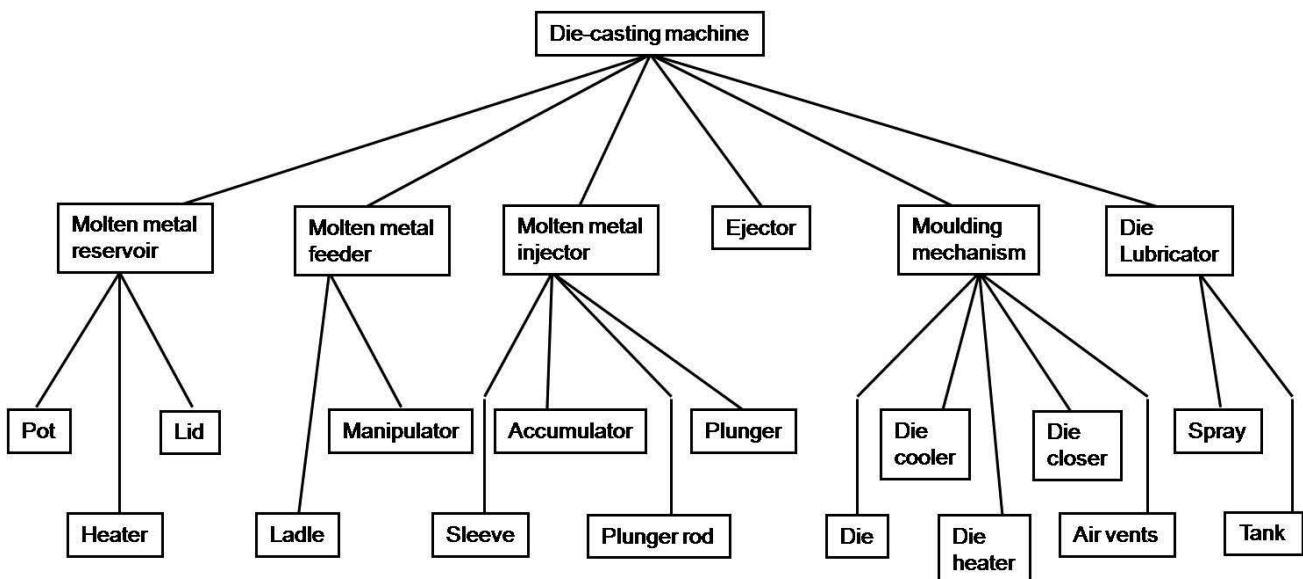 Die-casting machine
Molten metal
reservoir
Molten metal
feeder
Molten metal
injector
Ejector
Moulding
mechanism
Die
Lubricator
Pot
Lid
Manipulator
Accumulator
Plunger
Die
cooler
Die
closer
Spray
Heater
Ladle
Sleeve
Plunger rod
Die
Die
heater
Air vents
Tank